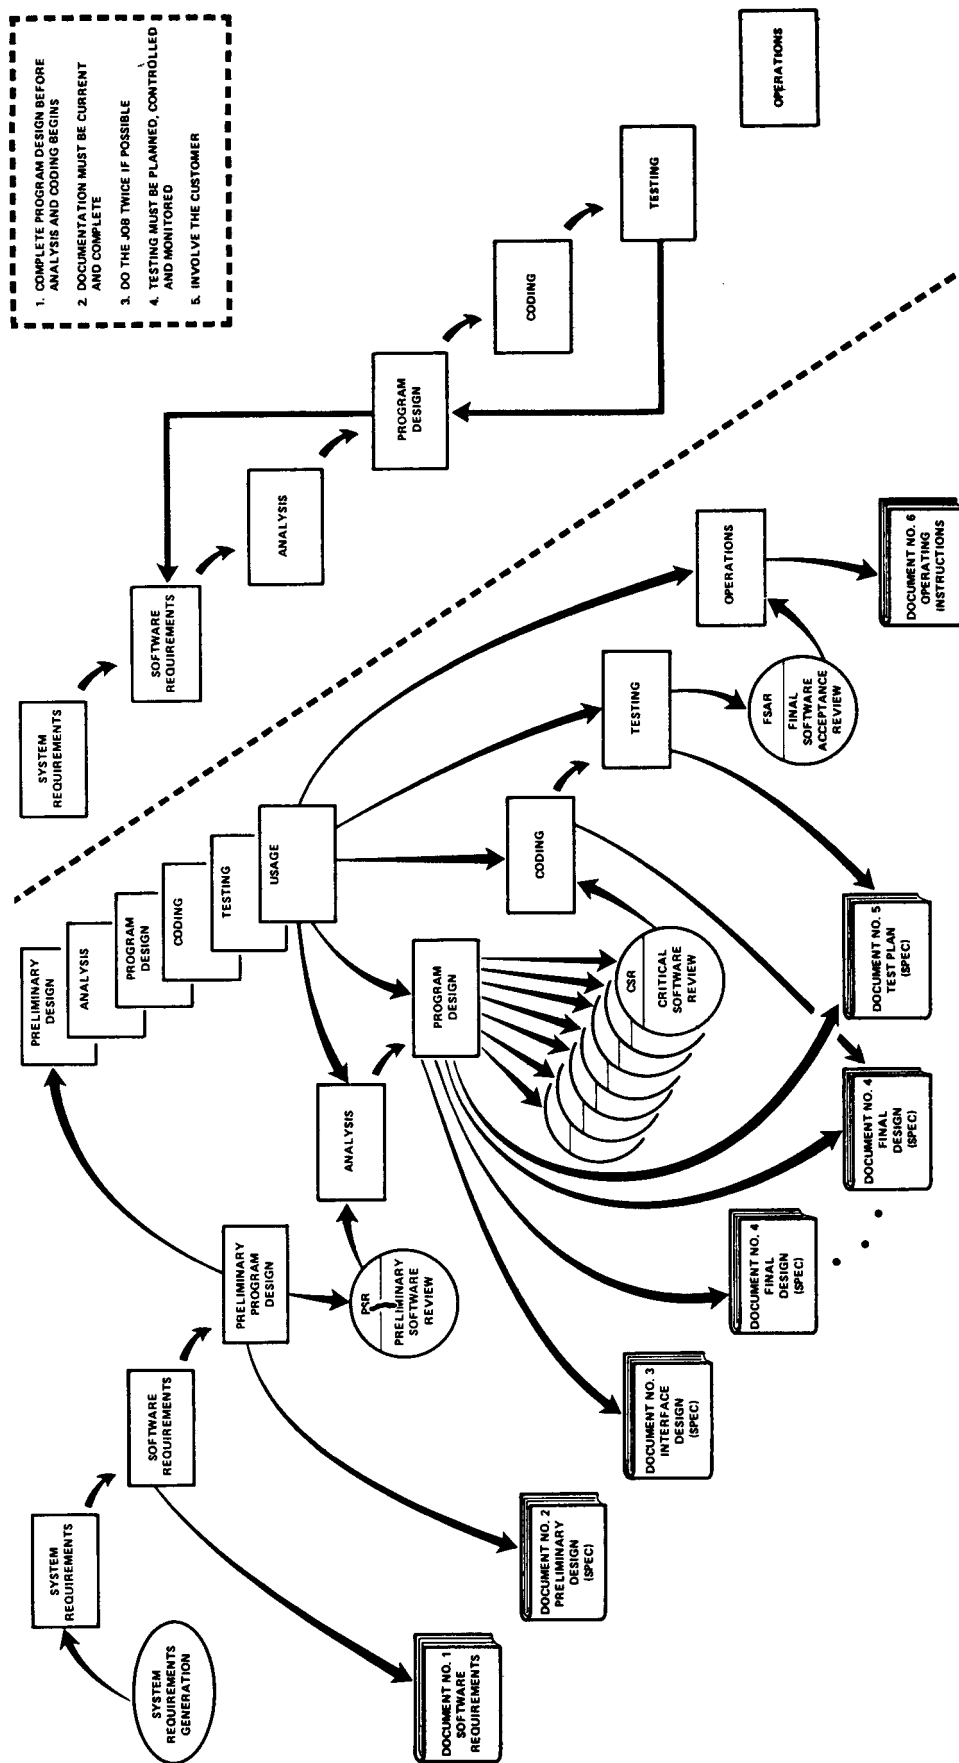 SYSTEM
REQUIREMENTS
GENERATION
SYSTEM
REQUIREMENTS
SOFTWARE
REQUIREMENTS
PRELIMINARY
PROGRAM
DESIGN
PSR
PRELIMINARY
SOFTWARE
REVIEW
PRELIMINARY
DESIGN
ANALYSIS
PROGRAM
DESIGN
CODING
TESTING
USAGE
ANALYSIS
PROGRAM
DESIGN
CSR
CRITICAL
SOFTWARE
REVIEW
CODING
TESTING
FSAR
FINAL
SOFTWARE
ACCEPTANCE
REVIEW
OPERATIONS
DOCUMENT NO. 1
SOFTWARE
REQUIREMENTS
DOCUMENT NO. 2
PRELIMINARY
DESIGN
(SPEC)
DOCUMENT NO. 3
INTERFACE
DESIGN
(SPEC)
DOCUMENT NO. 4
FINAL
DESIGN
(SPEC)
DOCUMENT NO. 4
FINAL
DESIGN
(SPEC)
DOCUMENT NO. 5
TEST PLAN
(SPEC)
DOCUMENT NO. 6
OPERATING
INSTRUCTIONS
SYSTEM
REQUIREMENTS
SOFTWARE
REQUIREMENTS
ANALYSIS
PROGRAM
DESIGN
CODING
TESTING
OPERATIONS
1. COMPLETE PROGRAM DESIGN BEFORE
ANALYSIS AND CODING BEGINS
2. DOCUMENTATION MUST BE CURRENT
AND COMPLETE
3. DO THE JOB TWICE IF POSSIBLE
4. TESTING MUST BE PLANNED, CONTROLLED
AND MONITORED
5. INVOLVE THE CUSTOMER